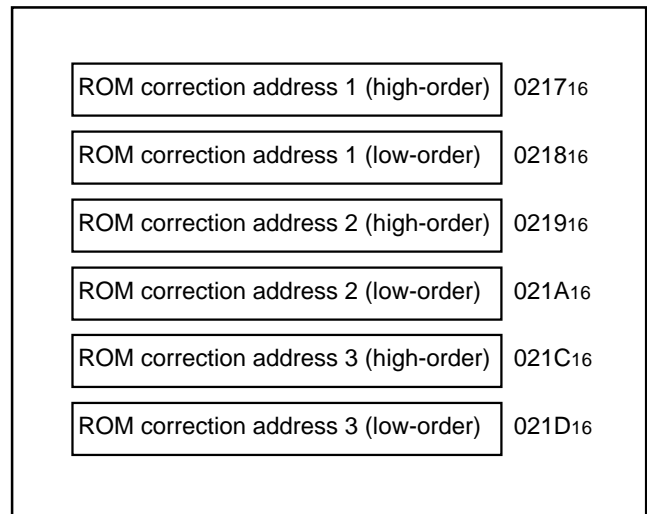 ROM correction address 1 (high-order) 0217₁₆
ROM correction address 1 (low-order) 0218₁₆
ROM correction address 2 (high-order) 0219₁₆
ROM correction address 2 (low-order) 021A₁₆
ROM correction address 3 (high-order) 021C₁₆
ROM correction address 3 (low-order) 021D₁₆